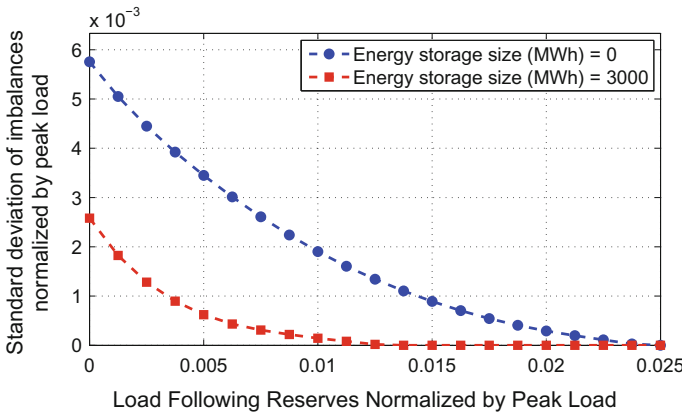 × 10⁻³
6
5
4
3
2
1
0
Standard deviation of imbalances
normalized by peak load
Energy storage size (MWh) = 0
Energy storage size (MWh) = 3000
0 0.005 0.01 0.015 0.02 0.025
Load Following Reserves Normalized by Peak Load